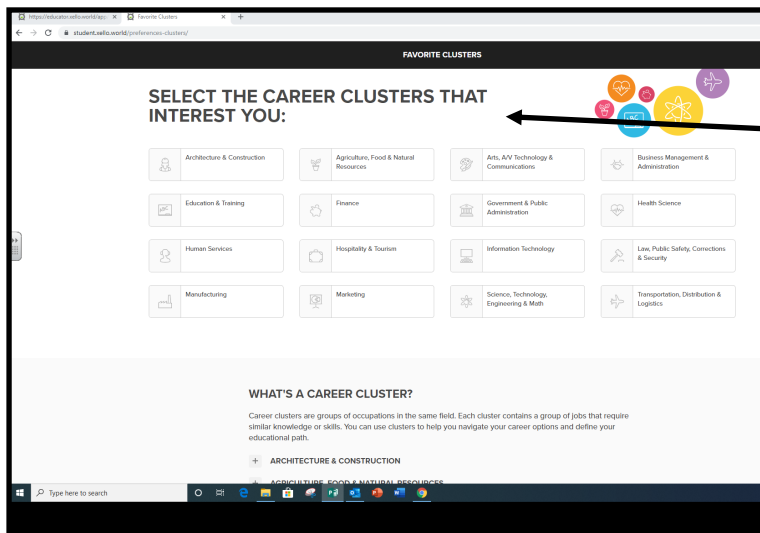 https://educator.xello.world/app/
Favorite Clusters
student.xello.world/preferences-clusters/
FAVORITE CLUSTERS
SELECT THE CAREER CLUSTERS THAT
INTEREST YOU:
Architecture & Construction
Agriculture, Food & Natural
Resources
Arts, A/V Technology &
Communications
Business Management &
Administration
Education & Training
Finance
Government & Public
Administration
Health Science
Human Services
Hospitality & Tourism
Information Technology
Law, Public Safety, Corrections
& Security
Manufacturing
Marketing
Science, Technology,
Engineering & Math
Transportation, Distribution &
Logistics
WHAT'S A CAREER CLUSTER?
Career clusters are groups of occupations in the same field. Each cluster contains a group of jobs that require
similar knowledge or skills. You can use clusters to help you navigate your career options and define your
educational path.
+ ARCHITECTURE & CONSTRUCTION
+ AGRICULTURE, FOOD & NATURAL RESOURCES
Type here to search